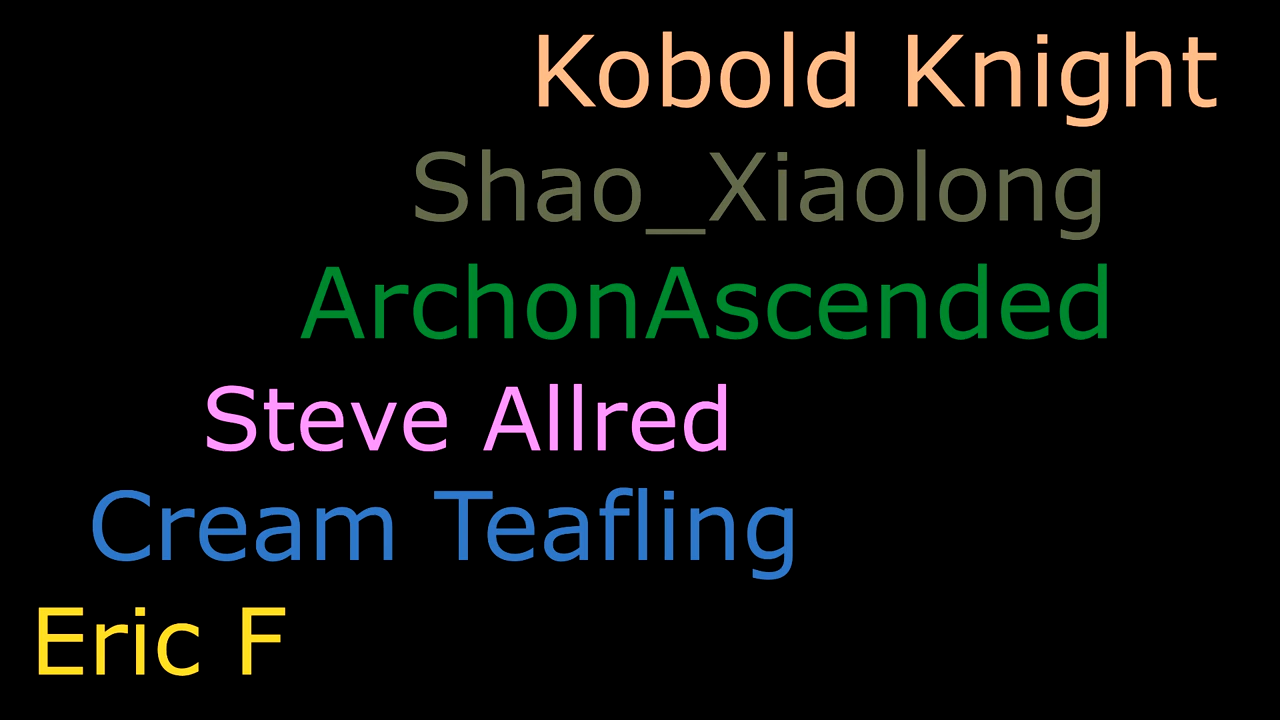 Kobold Knight
Shao_Xiaolong
ArchonAscended
Steve Allred
Cream Teafling
Eric F